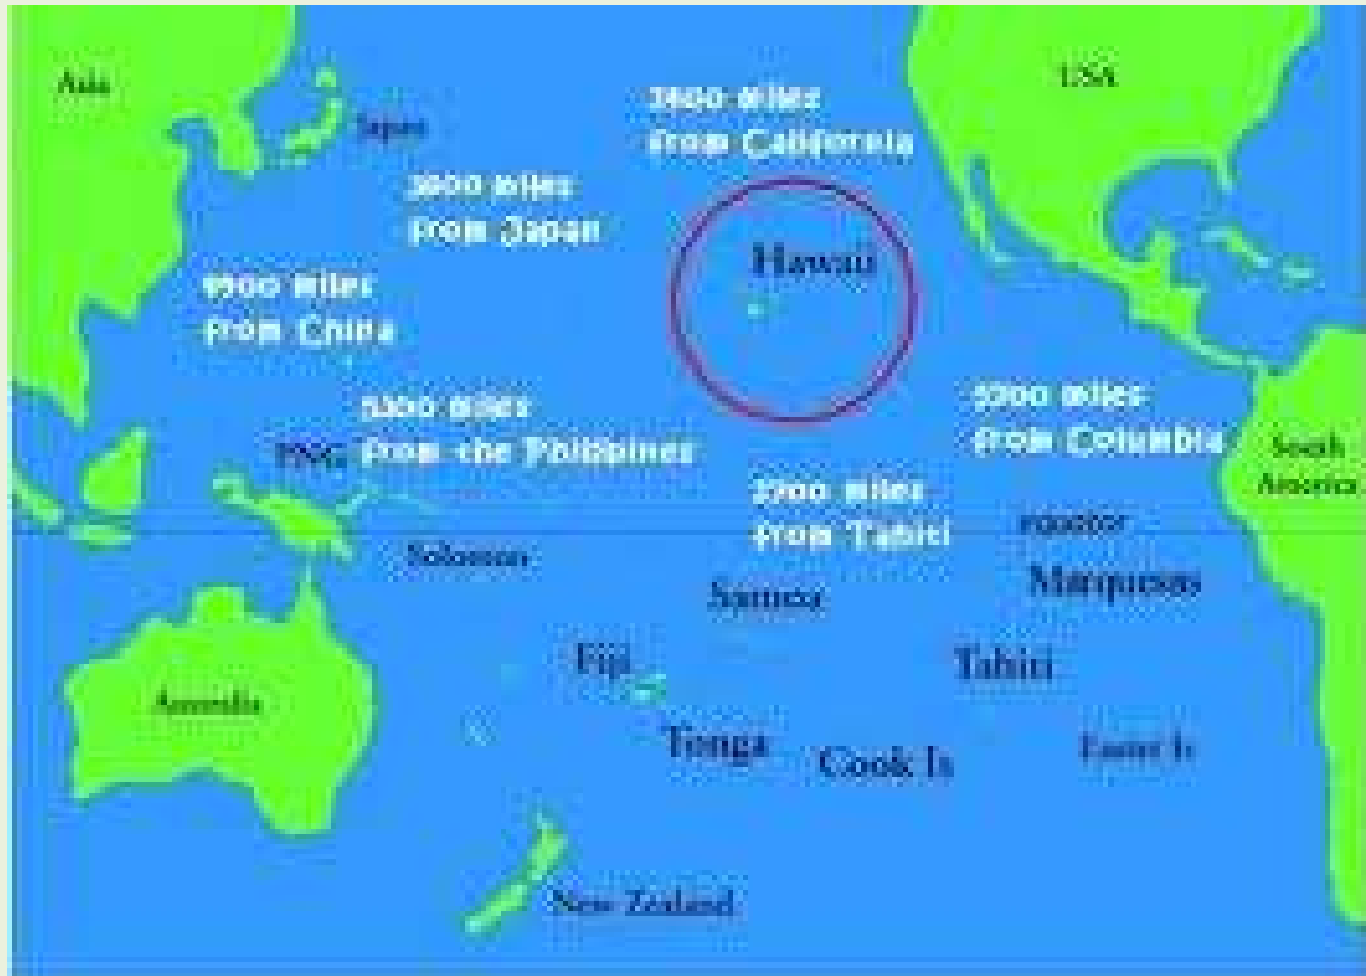 Asia
USA
Japan
miles
from California
3800 miles
from Japan
Hawaii
miles
from China
miles
from the
PNG
miles
from Columbia
South
America
miles
from Tahiti
equator
Solomons
Marquesas
Samoa
Fiji
Tahiti
Australia
Tonga
Cook Is
Easter Is
New Zealand